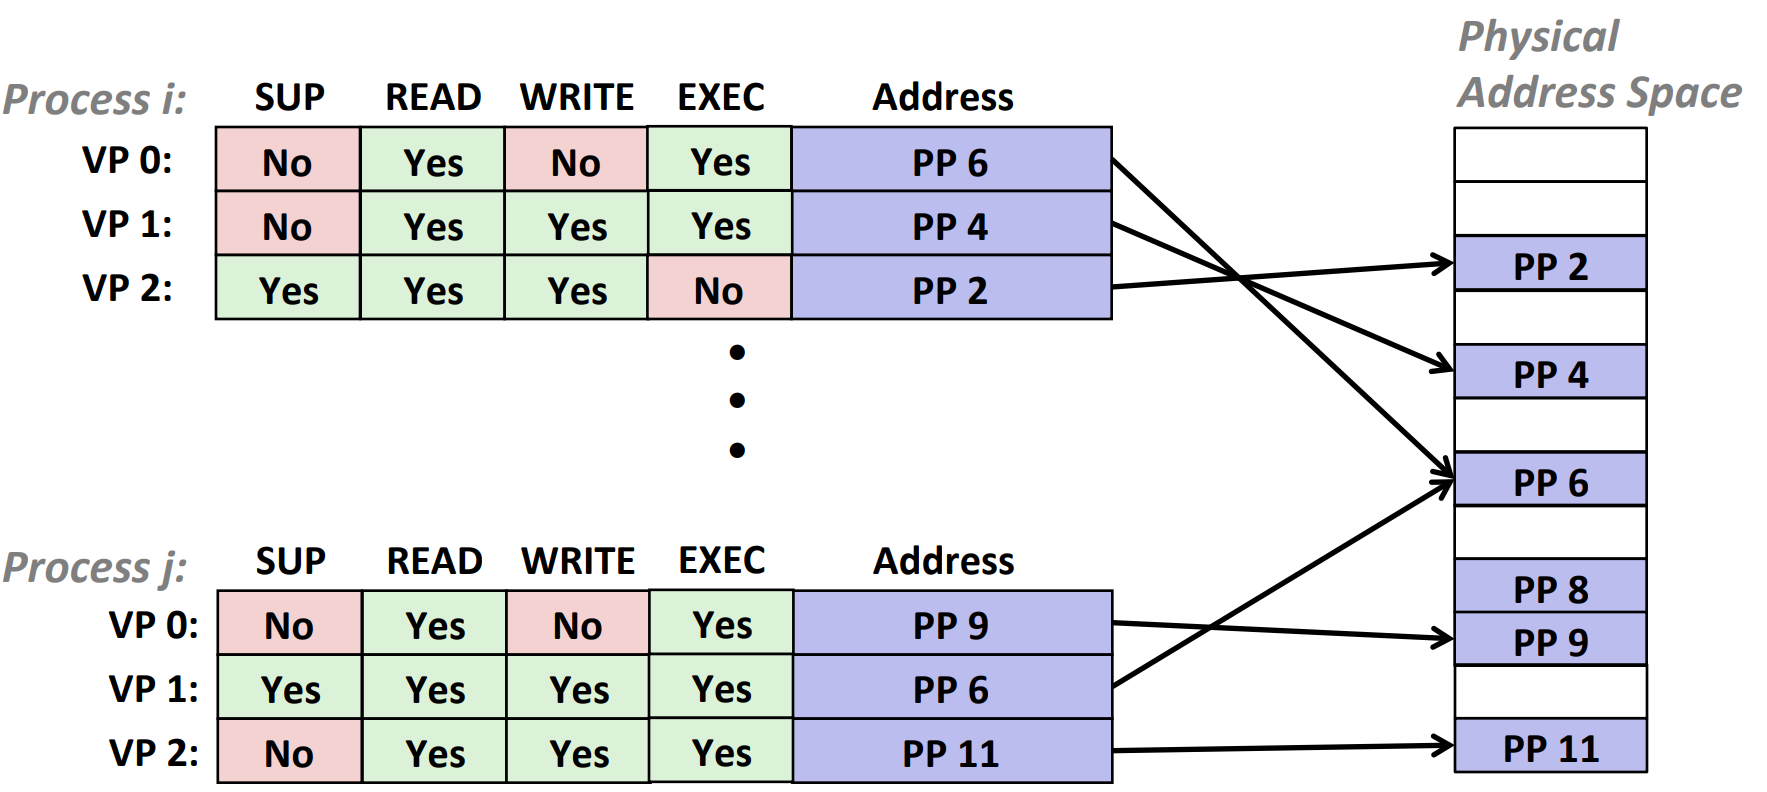 Physical
Address Space
Process i: SUP READ WRITE EXEC Address
VP 0: No Yes No Yes PP 6
VP 1: No Yes Yes Yes PP 4
VP 2: Yes Yes Yes No PP 2
PP 2
PP 4
PP 6
Process j: SUP READ WRITE EXEC Address
VP 0: No Yes No Yes PP 9
VP 1: Yes Yes Yes Yes PP 6
VP 2: No Yes Yes Yes PP 11
PP 8
PP 9
PP 11